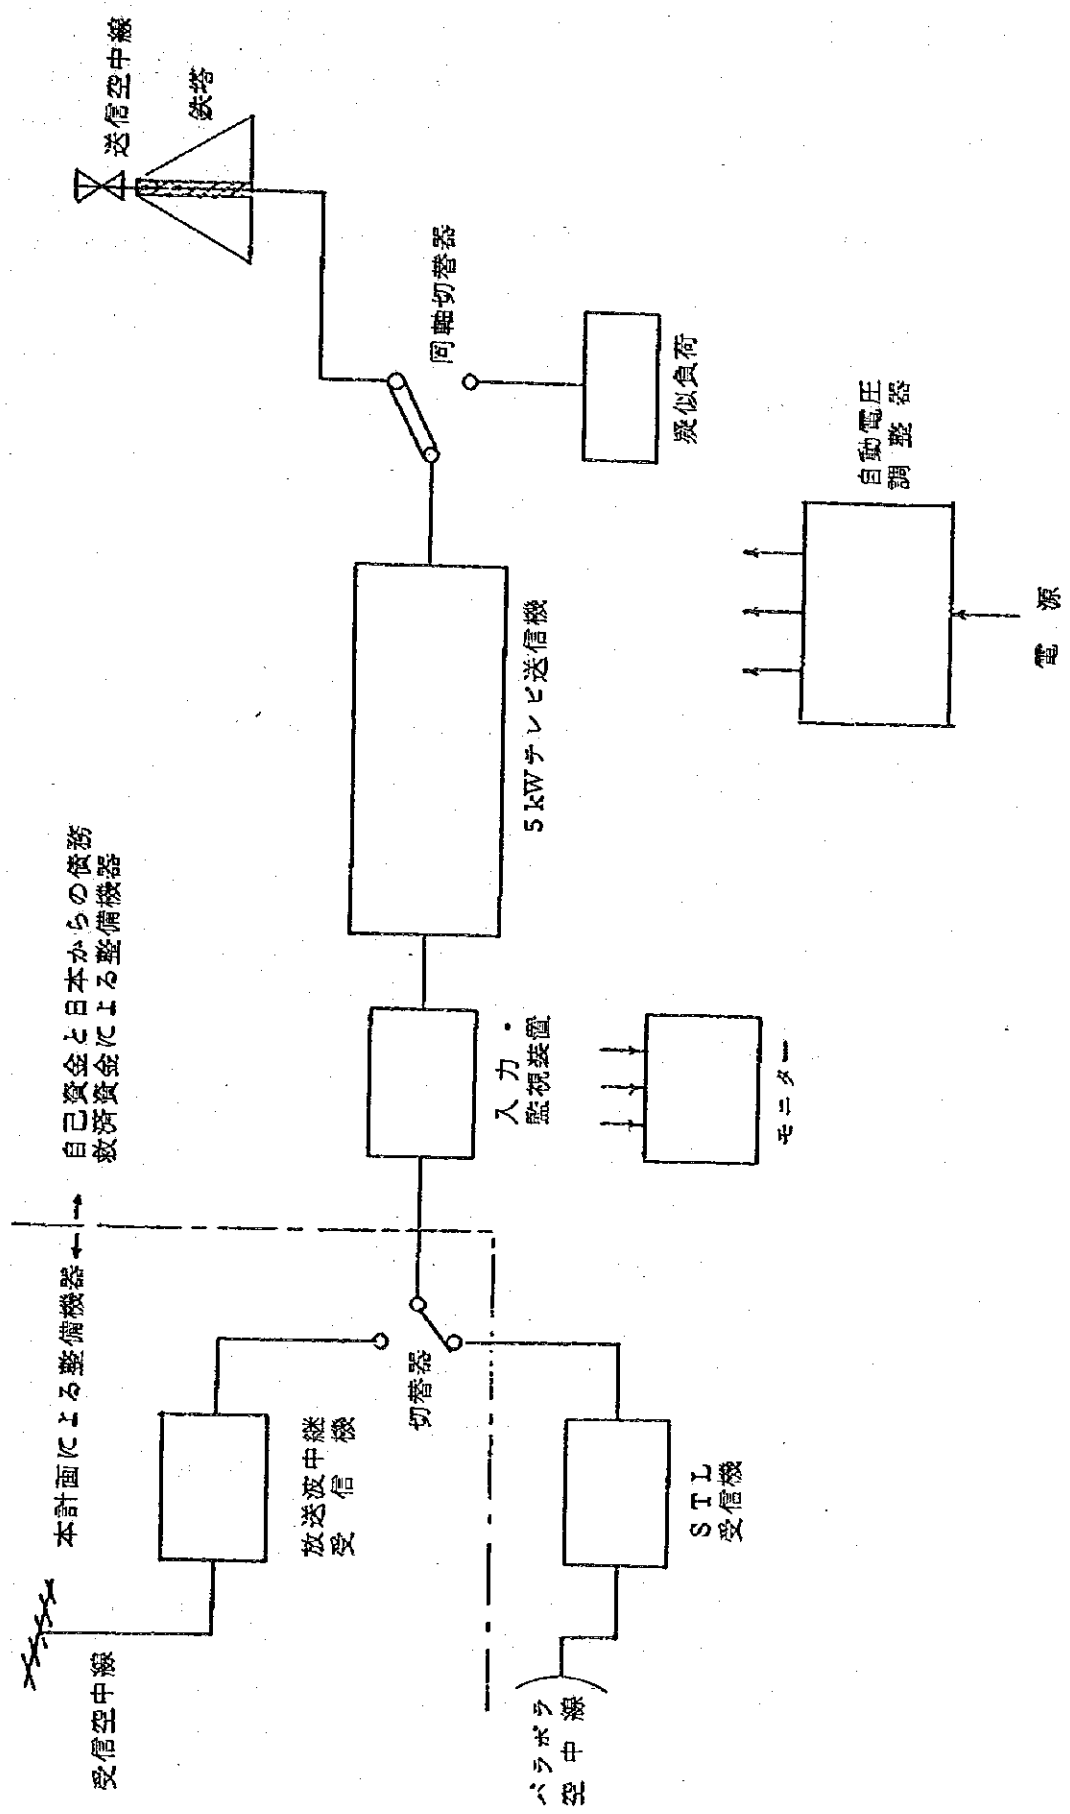 受信空中線
本計画による整備機器
自己資金と日本からの債務
救済資金による整備機器
送信空中線
鉄塔
放送波中継
受信機
切替器
同軸切替器
パラボラ
空中線
STL
受信機
入力・
監視装置
5kWテレビ送信機
疑似負荷
モニター
自動電圧
調整器
電源